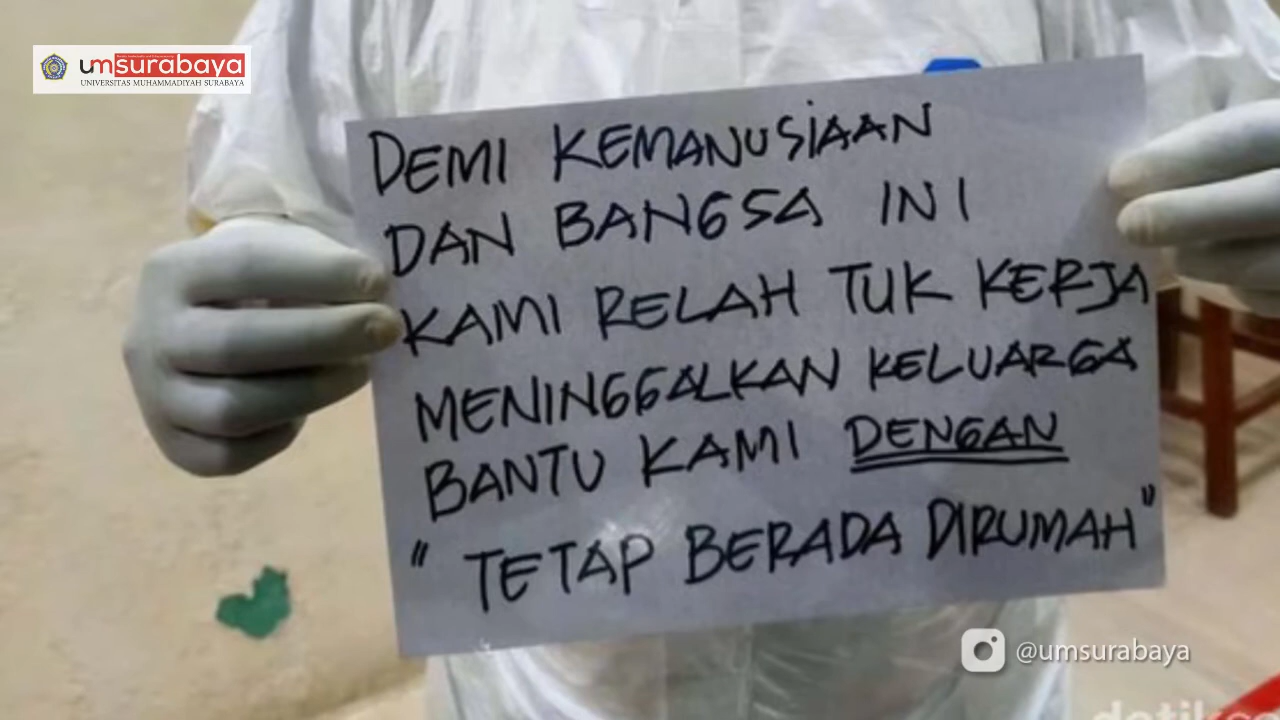 umsurabaya
UNIVERSITAS MUHAMMADIYAH SURABAYA
DEMI KEMANUSiAAN
DAN BANGSA INI
KAMI RELAH TUK KERJA
MENINGGALKAN KELUARGA
BANTU KAMI DENGAN
" TETAP BERADA DIRUMAH "
@umsurabaya